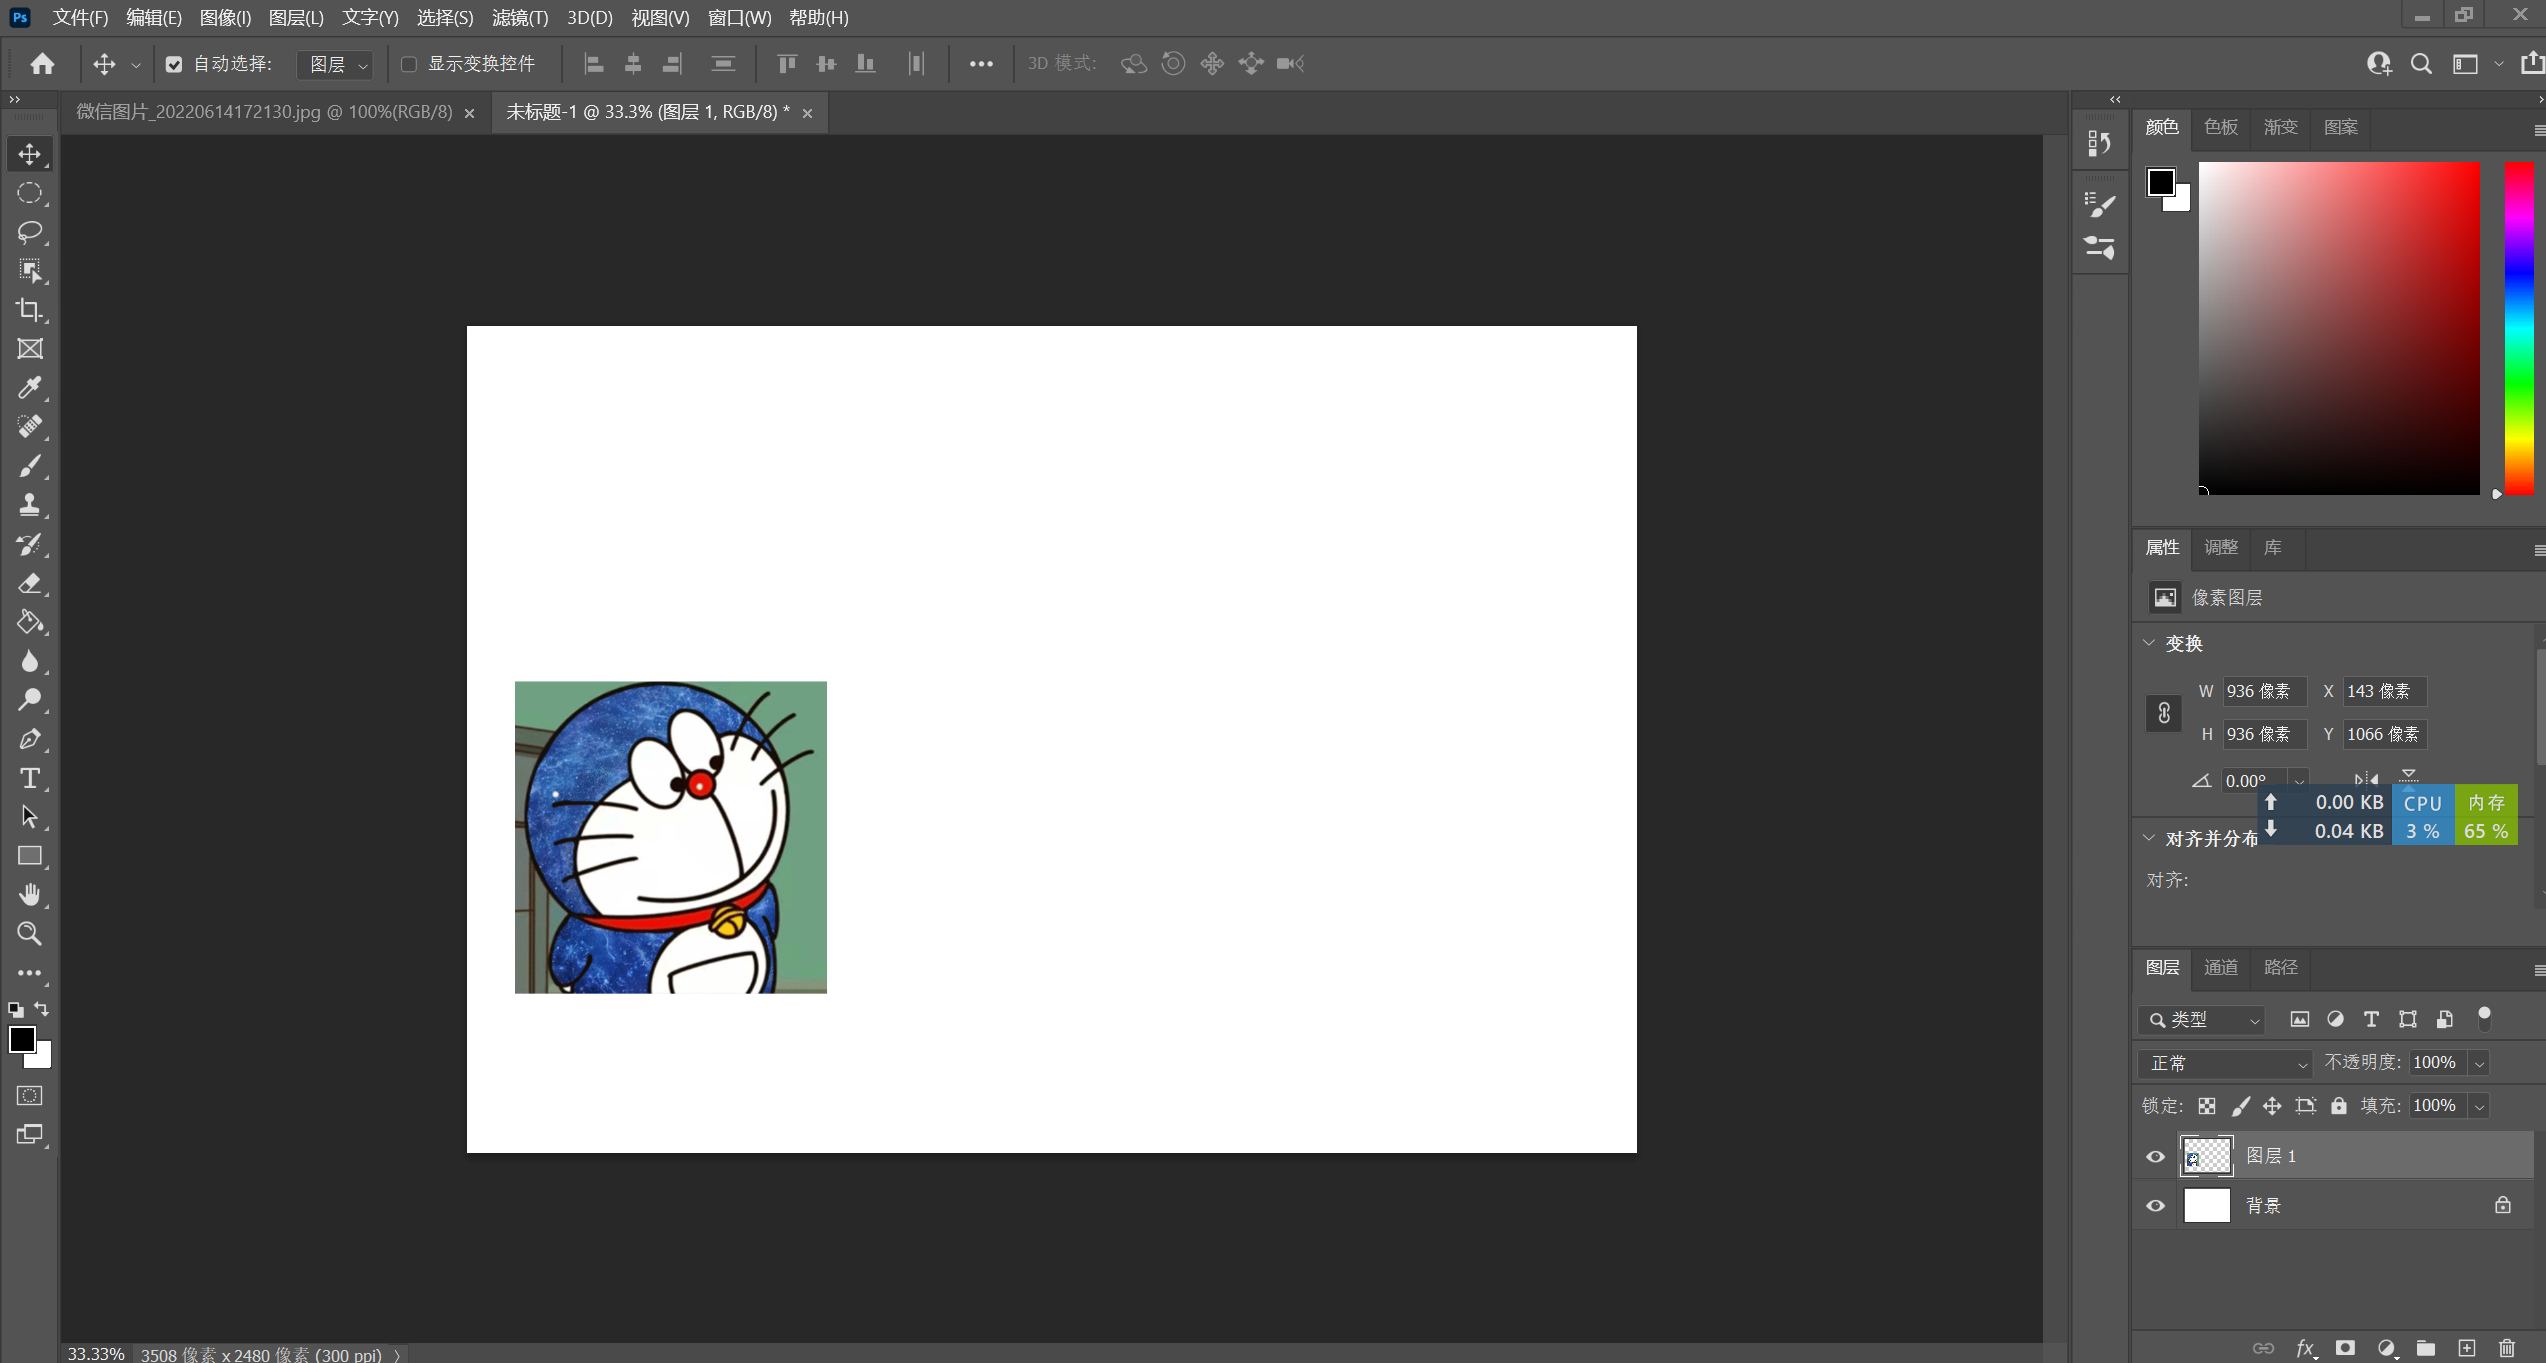 Ps 文件(F) 编辑(E) 图像(I) 图层(L) 文字(Y) 选择(S) 滤镜(T) 3D(D) 视图(V) 窗口(W) 帮助(H)
自动选择: 图层 显示变换控件 3D 模式:
微信图片_20220614172130.jpg @ 100%(RGB/8) × 未标题-1 @ 33.3% (图层 1, RGB/8) * ×
颜色 色板 渐变 图案
属性 调整 库
像素图层
变换
W 936 像素 X 143 像素
H 936 像素 Y 1066 像素
0.00°
0.00 KB CPU 内存
0.04 KB 3 % 65 %
对齐并分布
对齐:
图层 通道 路径
类型
正常 不透明度: 100%
锁定: 填充: 100%
图层 1
背景
fx
33.33% 3508 像素 x 2480 像素 (300 ppi)